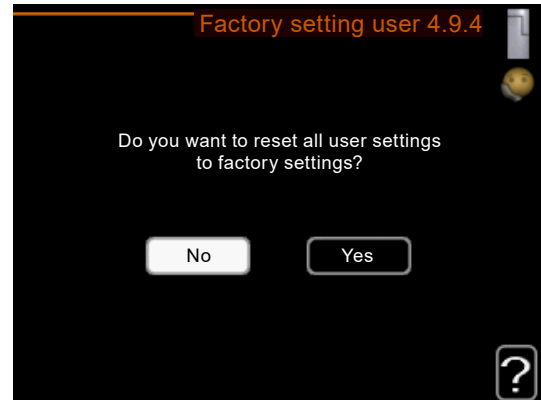 Factory setting user 4.9.4
Do you want to reset all user settings
to factory settings?
No
Yes
?